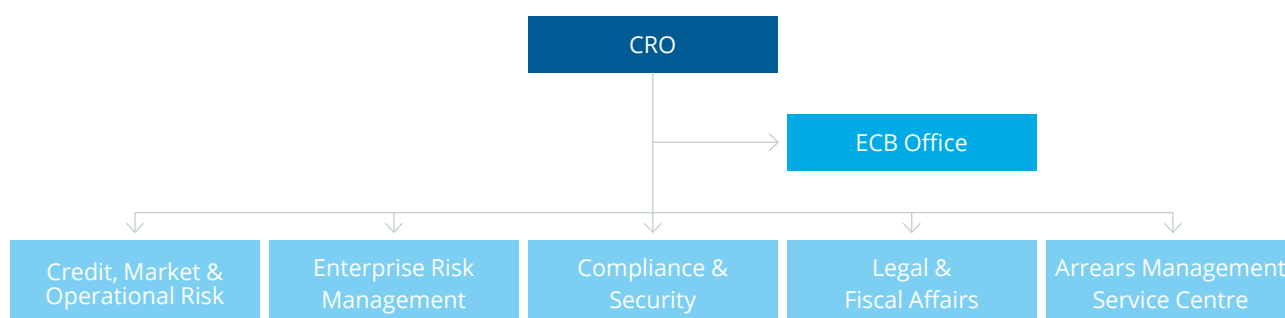 CRO
ECB Office
Credit, Market &
Operational Risk
Enterprise Risk
Management
Compliance &
Security
Legal &
Fiscal Affairs
Arrears Management
Service Centre